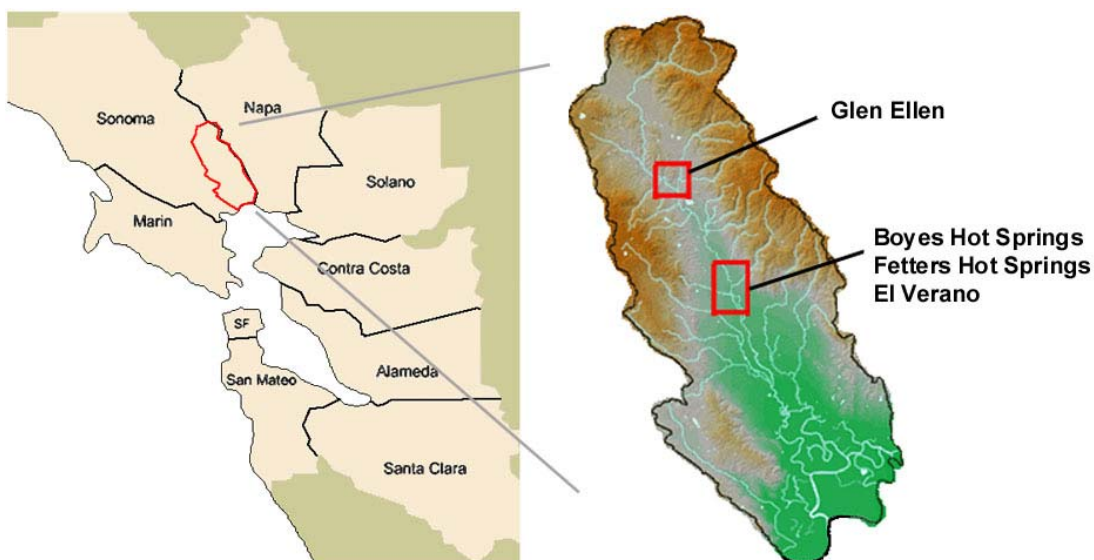 Napa
Sonoma
Solano
Marin
Contra Costa
SF
San Mateo
Alameda
Santa Clara
Glen Ellen
Boyes Hot Springs
Fetters Hot Springs
El Verano